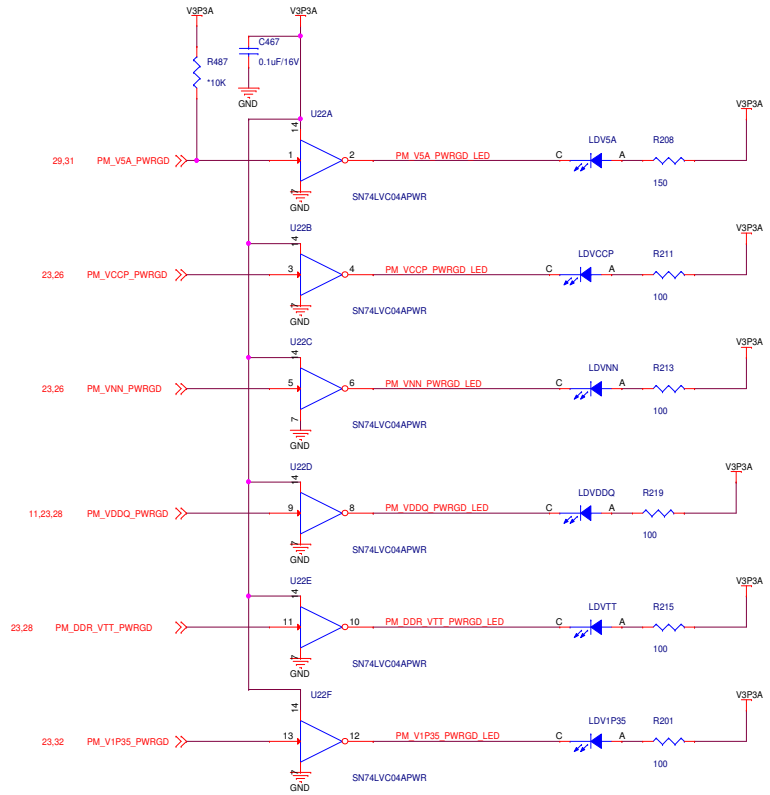 V3P3A V3P3A
R487
*10K
C467
0.1uF/16V
GND
V3P3A
U22A
14
29,31 PM_V5A_PWRGD 1 2 PM_V5A_PWRGD_LED C LDV5A A R208
7
GND
SN74LVC04APWR
150
V3P3A
U22B
14
23,26 PM_VCCP_PWRGD 3 4 PM_VCCP_PWRGD_LED C LDVCCP A R211
7
GND
SN74LVC04APWR
100
V3P3A
U22C
14
23,26 PM_VNN_PWRGD 5 6 PM_VNN_PWRGD_LED C LDVNN A R213
7
GND
SN74LVC04APWR
100
V3P3A
U22D
14
11,23,28 PM_VDDQ_PWRGD 9 8 PM_VDDQ_PWRGD_LED C LDVDDQ A R219
7
GND
SN74LVC04APWR
100
V3P3A
U22E
14
23,28 PM_DDR_VTT_PWRGD 11 10 PM_DDR_VTT_PWRGD_LED C LDVTT A R215
7
GND
SN74LVC04APWR
100
V3P3A
U22F
14
23,32 PM_V1P35_PWRGD 13 12 PM_V1P35_PWRGD_LED C LDV1P35 A R201
7
GND
SN74LVC04APWR
100